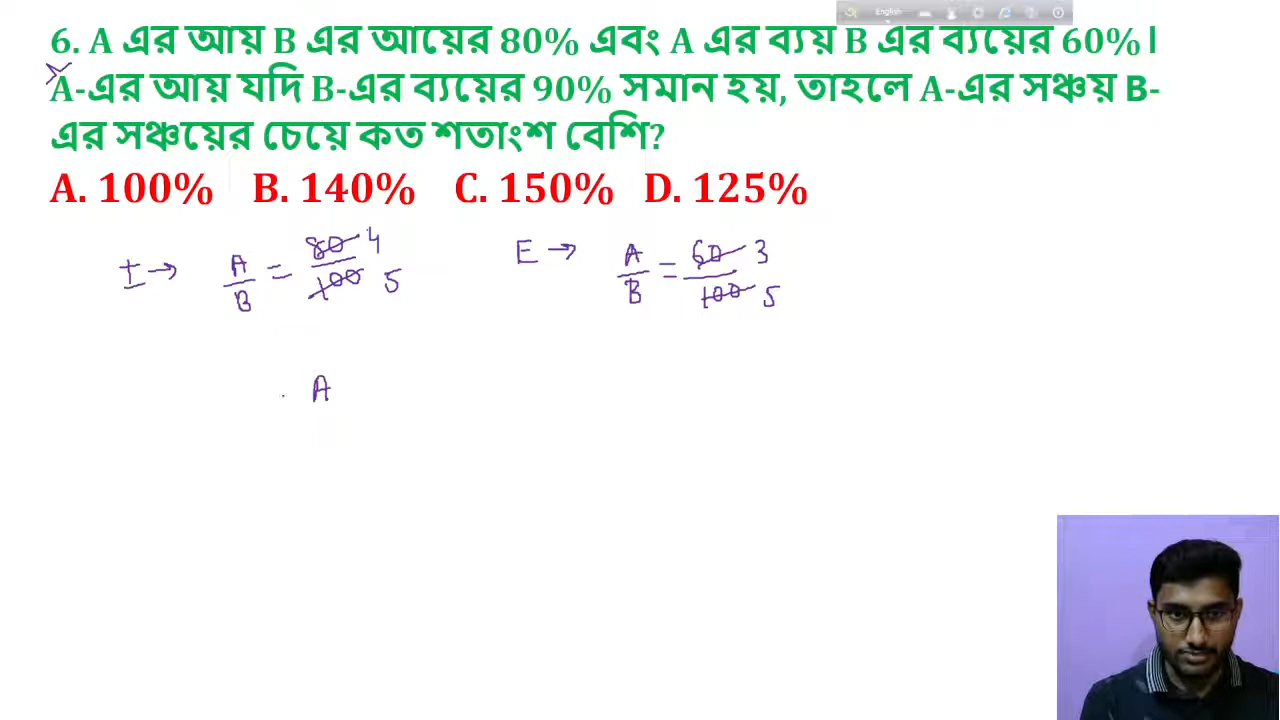 English
6. A এর আয় B এর আয়ের 80% এবং A এর ব্যয় B এর ব্যয়ের 60%।
A-এর আয় যদি B-এর ব্যয়ের 90% সমান হয়, তাহলে A-এর সঞ্চয় B-
এর সঞ্চয়ের চেয়ে কত শতাংশ বেশি?
A. 100% B. 140% C. 150% D. 125%
I → A/B = 80/100 4/5 E → A/B = 60/100 3/5
A